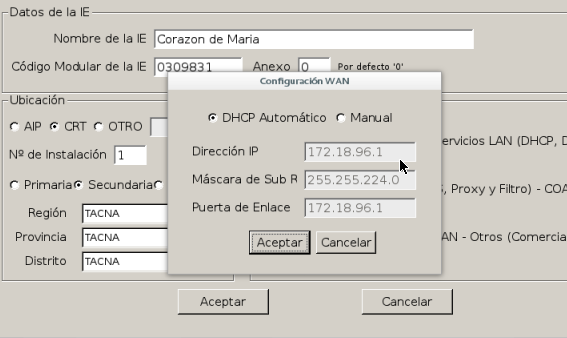 Datos de la IE
Nombre de la IE Corazon de Maria
Código Modular de la IE 0309831 Anexo 0 Por defecto '0'
Configuración WAN
Ubicación
DHCP Automático Manual
AIP CRT OTRO
ervicios LAN (DHCP, D
Dirección IP 172.18.96.1
Nº de Instalación 1
Máscara de Sub R 255.255.224.0
Primaria Secundaria
, Proxy y Filtro) - COA
Puerta de Enlace 172.18.96.1
Región TACNA
Provincia TACNA
AN - Otros (Comercia
Aceptar Cancelar
Distrito TACNA
Aceptar Cancelar